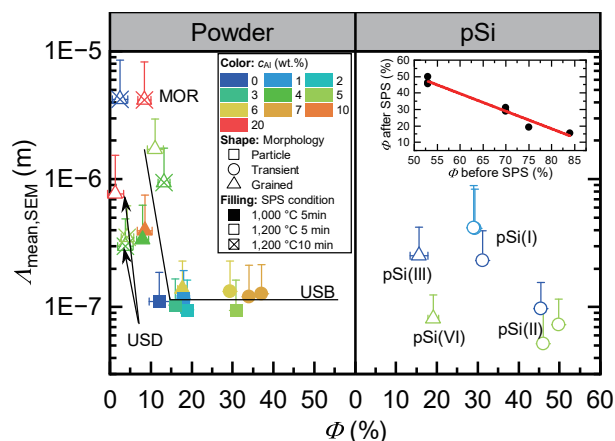 Powder
pSi
1E-5
1E-6
1E-7
Λmean,SEM (m)
MOR
USD
USB
Color: cAl (wt.%)
0 1 2
3 4 5
6 7 10
20
Shape: Morphology
Particle
Transient
Grained
Filling: SPS condition
1,000 °C 5min
1,200 °C 5 min
1,200 °C10 min
Φ after SPS (%)
50
40
30
20
10
50 55 60 65 70 75 80 85
Φ before SPS (%)
pSi(I)
pSi(III)
pSi(VI)
pSi(II)
0 10 20 30 40 50 0 10 20 30 40 50 60
Φ (%)